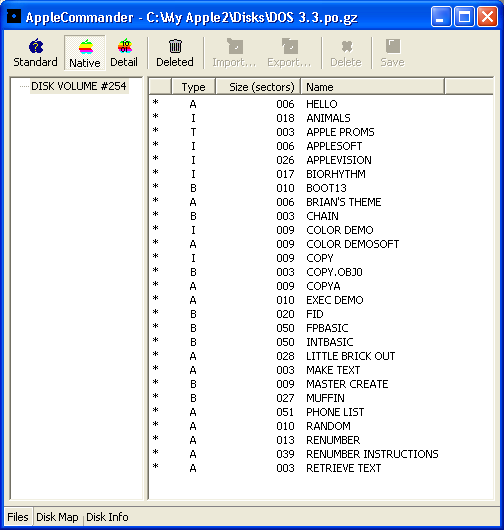 AppleCommander - C:\My Apple2\Disks\DOS 3.3.po.gz
Standard Native Detail Deleted Import... Export... Delete Save
DISK VOLUME #254
Type Size (sectors) Name
* A 006 HELLO
* I 018 ANIMALS
* T 003 APPLE PROMS
* I 006 APPLESOFT
* I 026 APPLEVISION
* I 017 BIORHYTHM
* B 010 BOOT13
* A 006 BRIAN'S THEME
* B 003 CHAIN
* I 009 COLOR DEMO
* A 009 COLOR DEMOSOFT
* I 009 COPY
* B 003 COPY.OBJ0
* A 009 COPYA
* A 010 EXEC DEMO
* B 020 FID
* B 050 FPBASIC
* B 050 INTBASIC
* A 028 LITTLE BRICK OUT
* A 003 MAKE TEXT
* B 009 MASTER CREATE
* B 027 MUFFIN
* A 051 PHONE LIST
* A 010 RANDOM
* A 013 RENUMBER
* A 039 RENUMBER INSTRUCTIONS
* A 003 RETRIEVE TEXT
Files Disk Map Disk Info